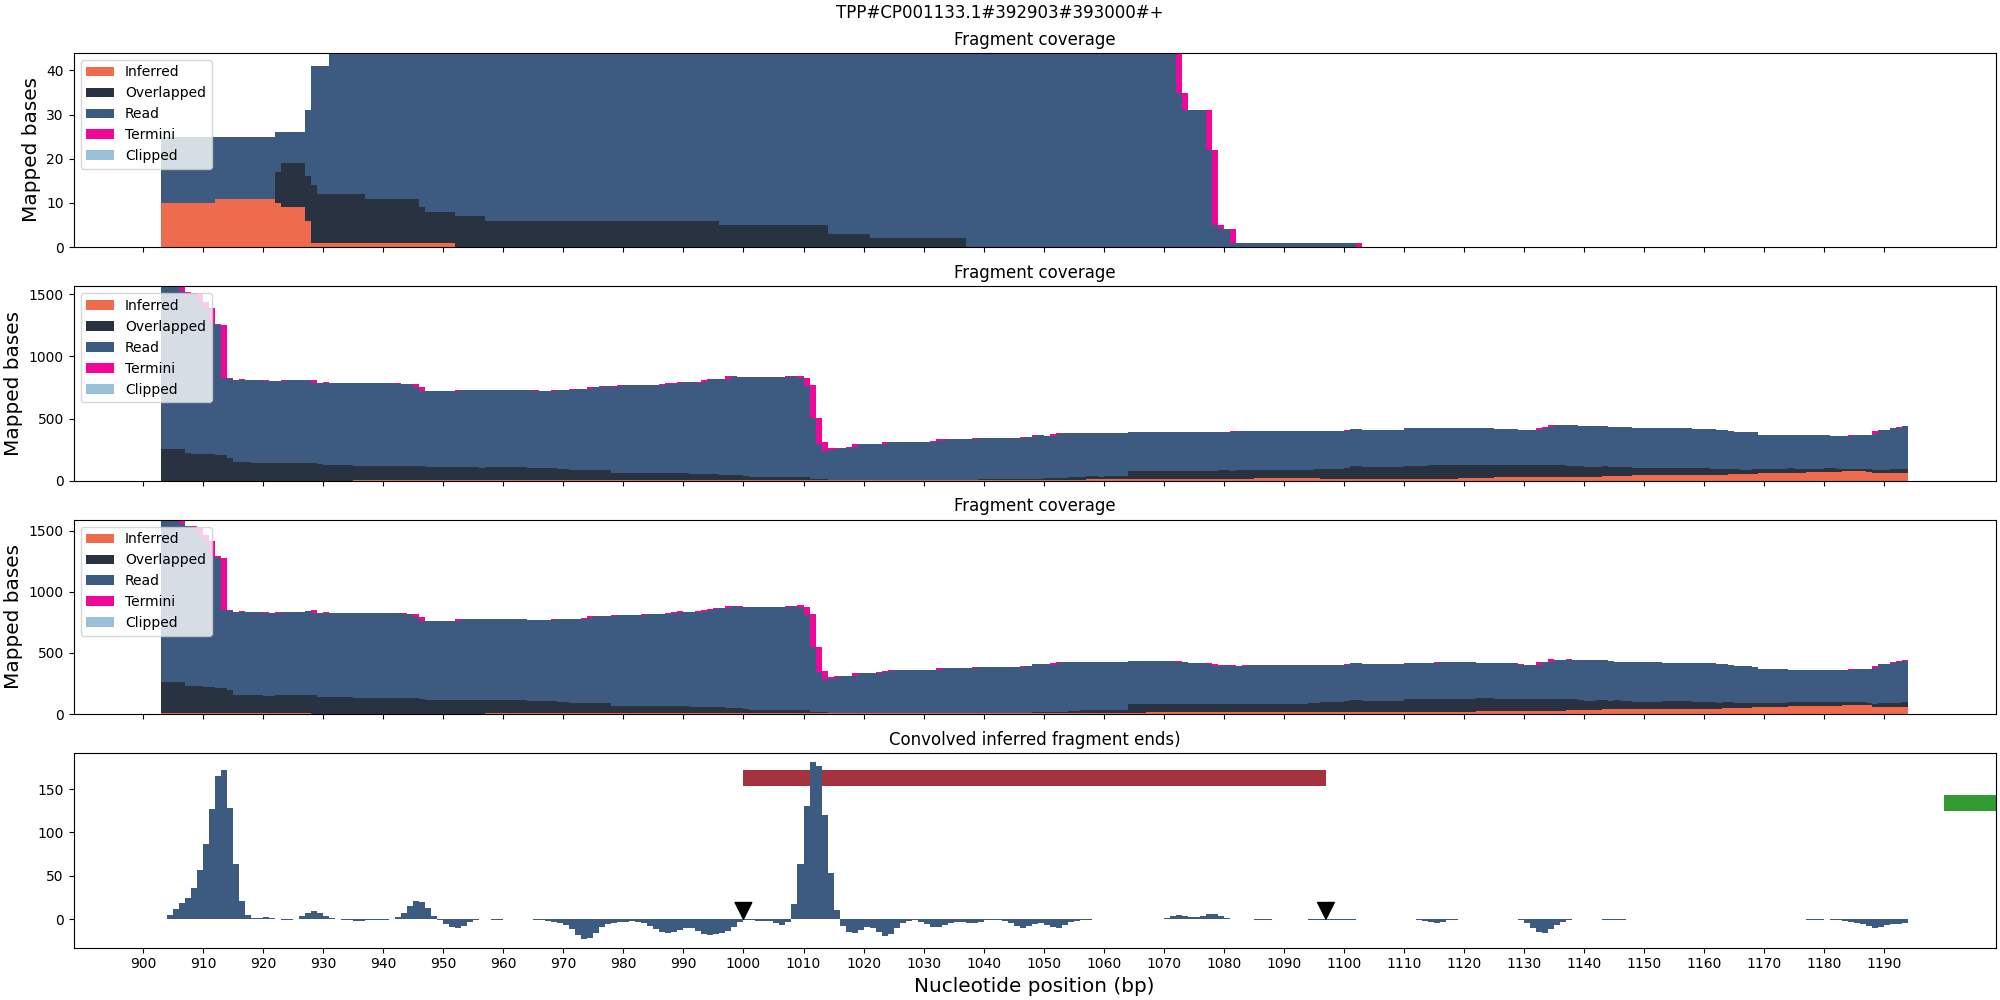 TPP#CP001133.1#392903#393000#+
Fragment coverage
Mapped bases
40
30
20
10
0
Inferred
Overlapped
Read
Termini
Clipped
Fragment coverage
Mapped bases
1500
1000
500
0
Inferred
Overlapped
Read
Termini
Clipped
Fragment coverage
Mapped bases
1500
1000
500
0
Inferred
Overlapped
Read
Termini
Clipped
Convolved inferred fragment ends)
150
100
50
0
900 910 920 930 940 950 960 970 980 990 1000 1010 1020 1030 1040 1050 1060 1070 1080 1090 1100 1110 1120 1130 1140 1150 1160 1170 1180 1190
Nucleotide position (bp)